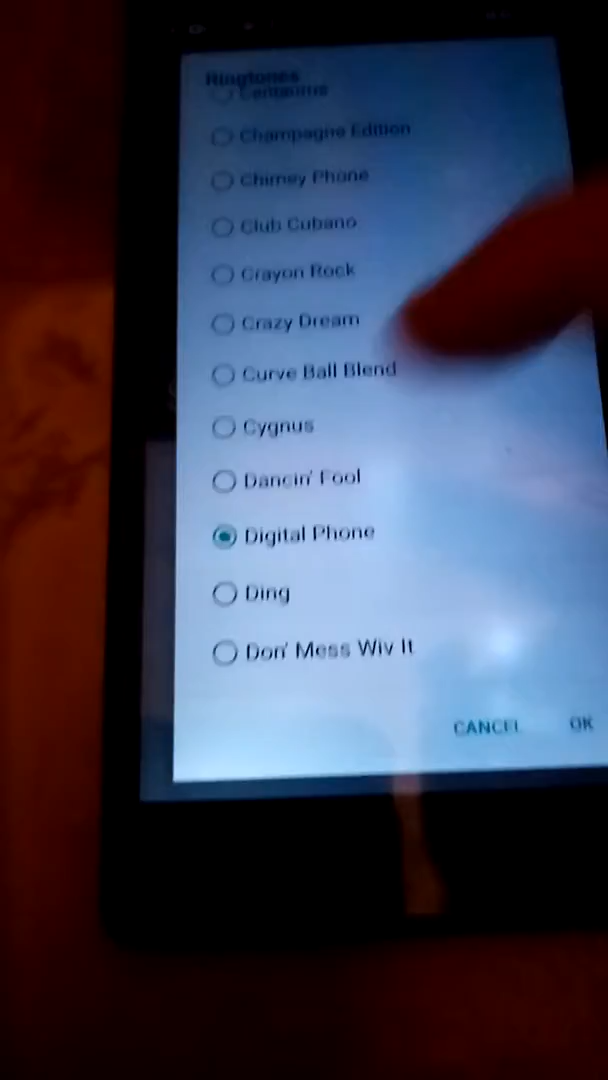 Ringtones
Centaurus
Champagne Edition
Chimey Phone
Club Cubano
Crayon Rock
Crazy Dream
Curve Ball Blend
Cygnus
Dancin' Fool
Digital Phone
Ding
Don' Mess Wiv It
CANCEL OK